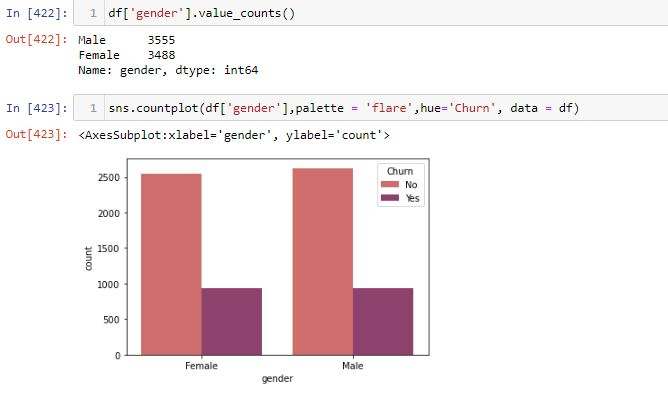 In [422]: 1 df['gender'].value_counts()
Out[422]: Male 3555
Female 3488
Name: gender, dtype: int64
In [423]: 1 sns.countplot(df['gender'],palette = 'flare',hue='Churn', data = df)
Out[423]: <AxesSubplot:xlabel='gender', ylabel='count'>
Churn
No
Yes
2500
2000
1500
1000
500
0
count
Female Male
gender